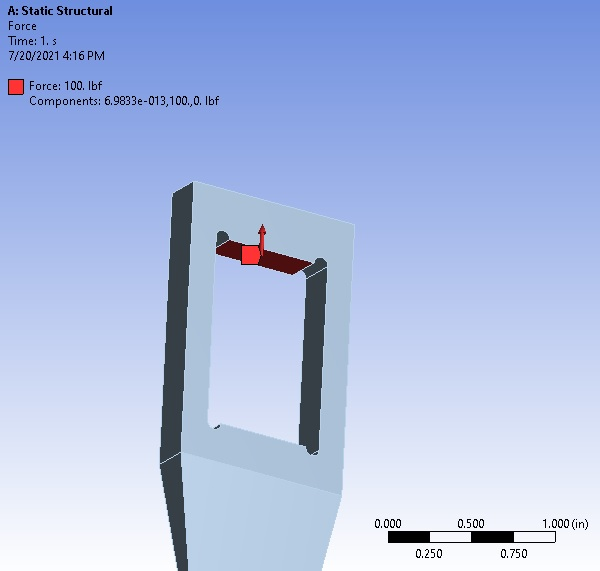 A: Static Structural
Force
Time: 1. s
7/20/2021 4:16 PM
Force: 100. lbf
Components: 6.9833e-013,100.,0. lbf
0.000 0.500 1.000 (in)
0.250 0.750